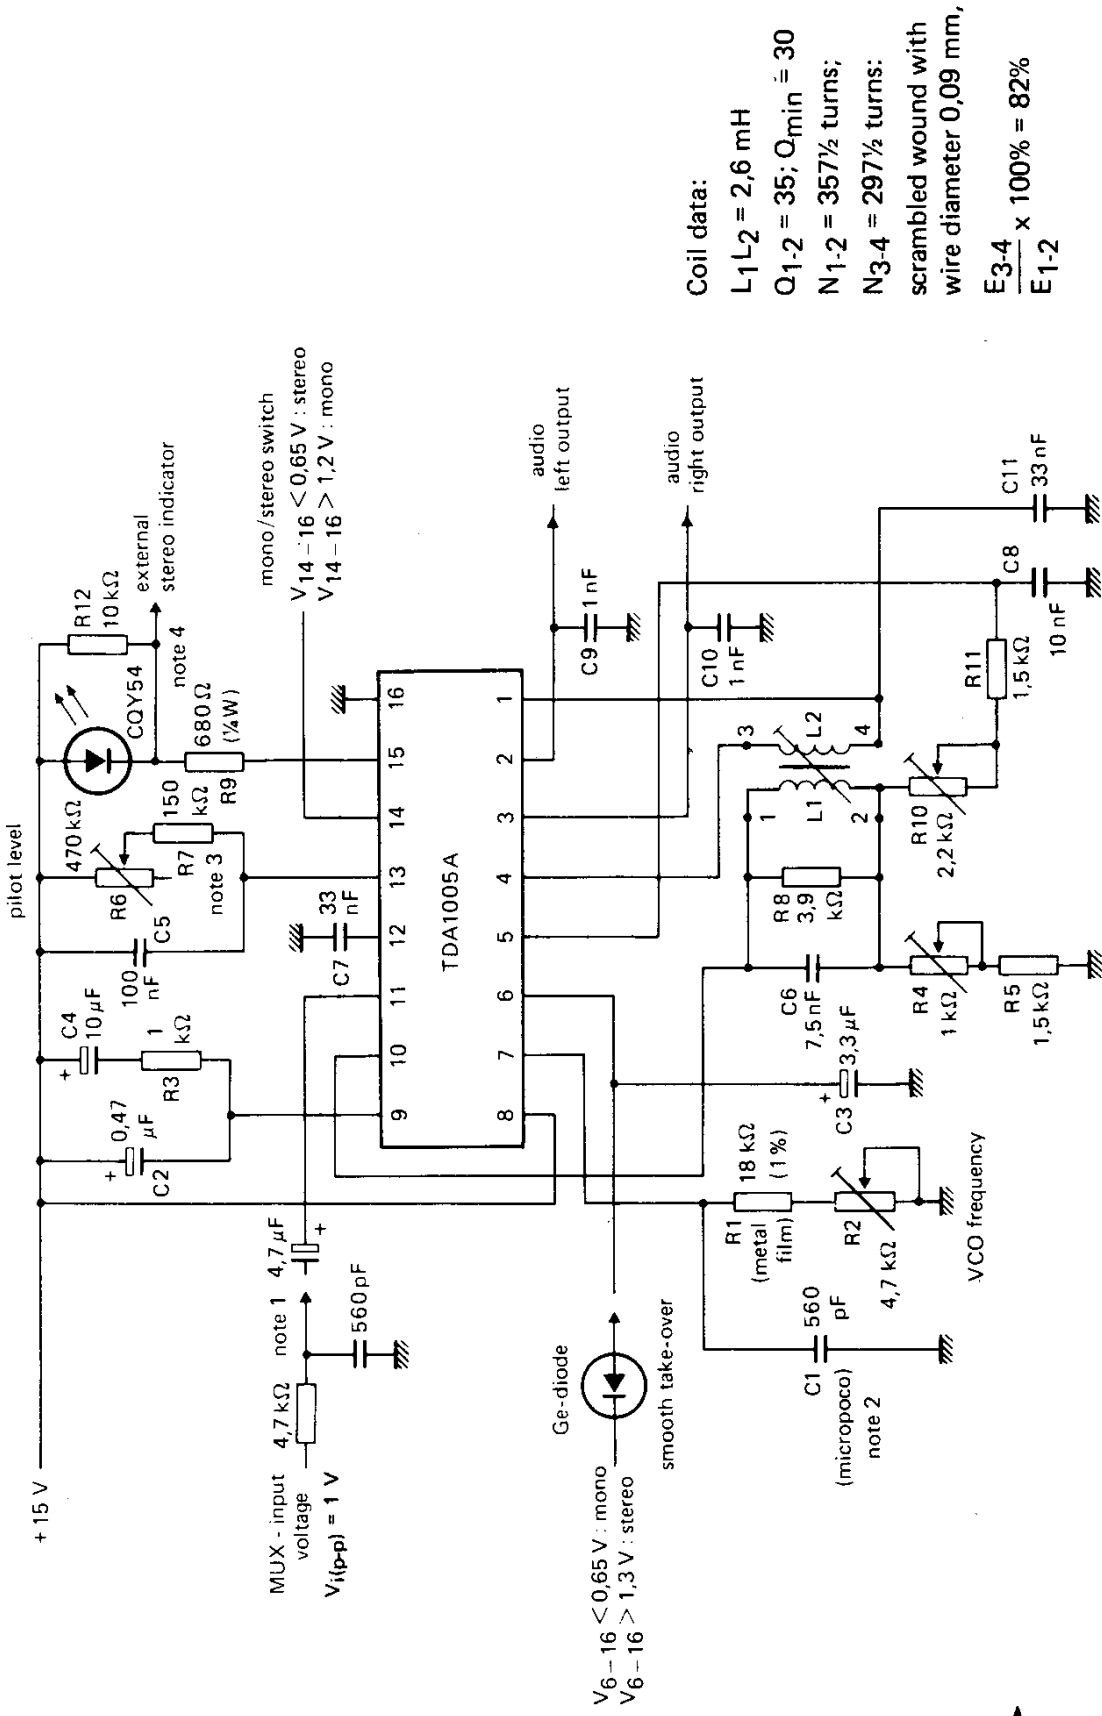 pilot level
+15 V
C2
0,47
µF
+
C4
10 µF
+
R3
1
kΩ
100
nF
C5
R6
470 kΩ
R7
150
kΩ
note 3
CQY54
R9
680 Ω
(¼W)
R12
10 kΩ
external
stereo indicator
note 4
mono/stereo switch
V14–16 < 0,65 V : stereo
V14–16 > 1,2 V : mono
MUX - input
voltage
Vi(p-p) = 1 V
4,7 kΩ
note 1
4,7 µF
+
560 pF
C7
33
nF
9
10
11
12
13
14
15
16
TDA1005A
8
7
6
5
4
3
2
1
audio
left output
C9
1 nF
audio
right output
C10
1 nF
Ge-diode
smooth take-over
V6–16 < 0,65 V : mono
V6–16 > 1,3 V : stereo
C1
560
pF
(micropoco)
note 2
R1
(metal
film)
18 kΩ
(1%)
R2
4,7 kΩ
VCO frequency
C3
+
3,3 µF
C6
7,5 nF
R8
3,9
kΩ
1
2
L1
L2
3
4
R4
1 kΩ
R5
1,5 kΩ
R10
2,2 kΩ
R11
1,5 kΩ
C8
10 nF
C11
33 nF
Coil data:
L1 L2 = 2,6 mH
Q1-2 = 35; Qmin = 30
N1-2 = 357½ turns;
N3-4 = 297½ turns:
scrambled wound with
wire diameter 0,09 mm,
E3-4
E1-2
x 100% = 82%